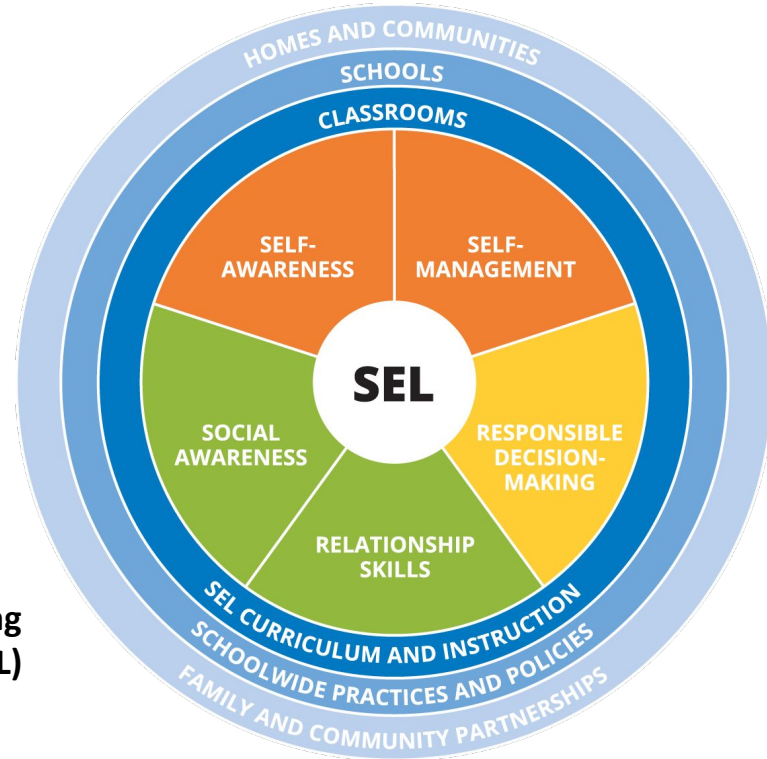 HOMES AND COMMUNITIES
SCHOOLS
CLASSROOMS
SELF-
AWARENESS
SELF-
MANAGEMENT
SEL
SOCIAL
AWARENESS
RESPONSIBLE
DECISION-
MAKING
RELATIONSHIP
SKILLS
SEL CURRICULUM AND INSTRUCTION
SCHOOLWIDE PRACTICES AND POLICIES
FAMILY AND COMMUNITY PARTNERSHIPS